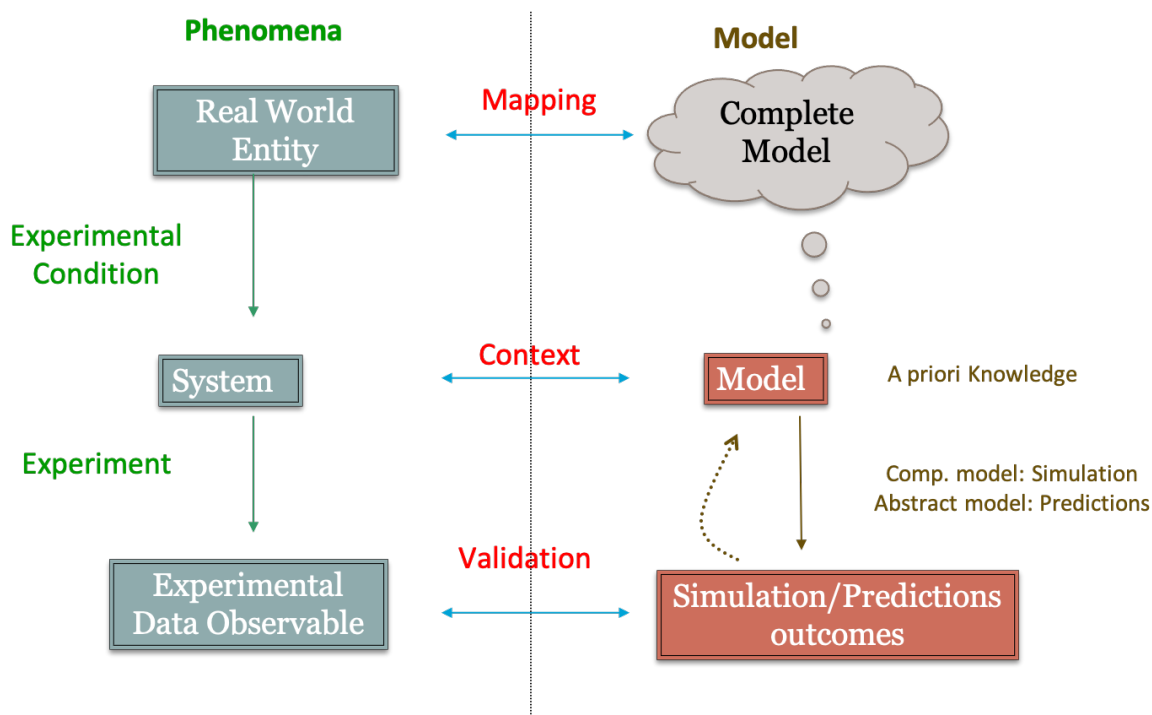 Phenomena
Model
Real World
Entity
Mapping
Complete
Model
Experimental
Condition
System
Context
Model
A priori Knowledge
Experiment
Comp. model: Simulation
Abstract model: Predictions
Experimental
Data Observable
Validation
Simulation/Predictions
outcomes